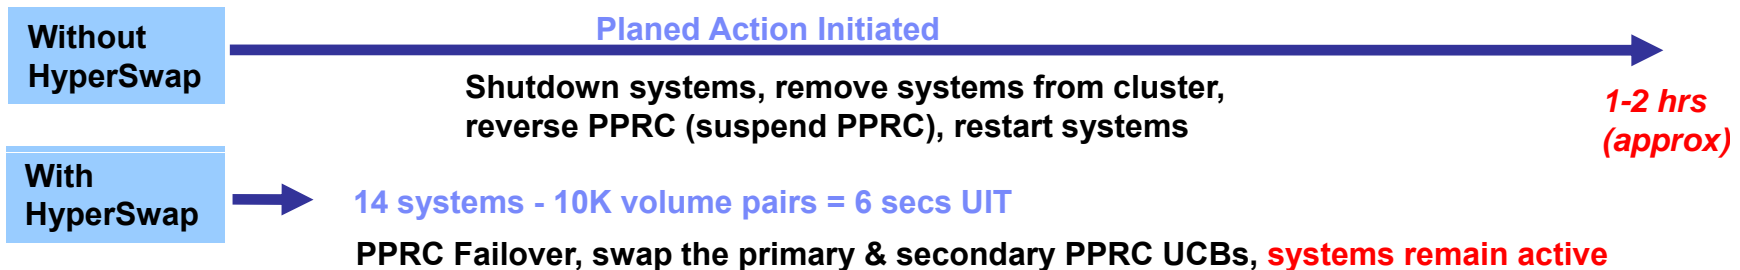 Without
HyperSwap
Planed Action Initiated
Shutdown systems, remove systems from cluster,
reverse PPRC (suspend PPRC), restart systems
1-2 hrs
(approx)
With
HyperSwap
14 systems - 10K volume pairs = 6 secs UIT
PPRC Failover, swap the primary & secondary PPRC UCBs, systems remain active